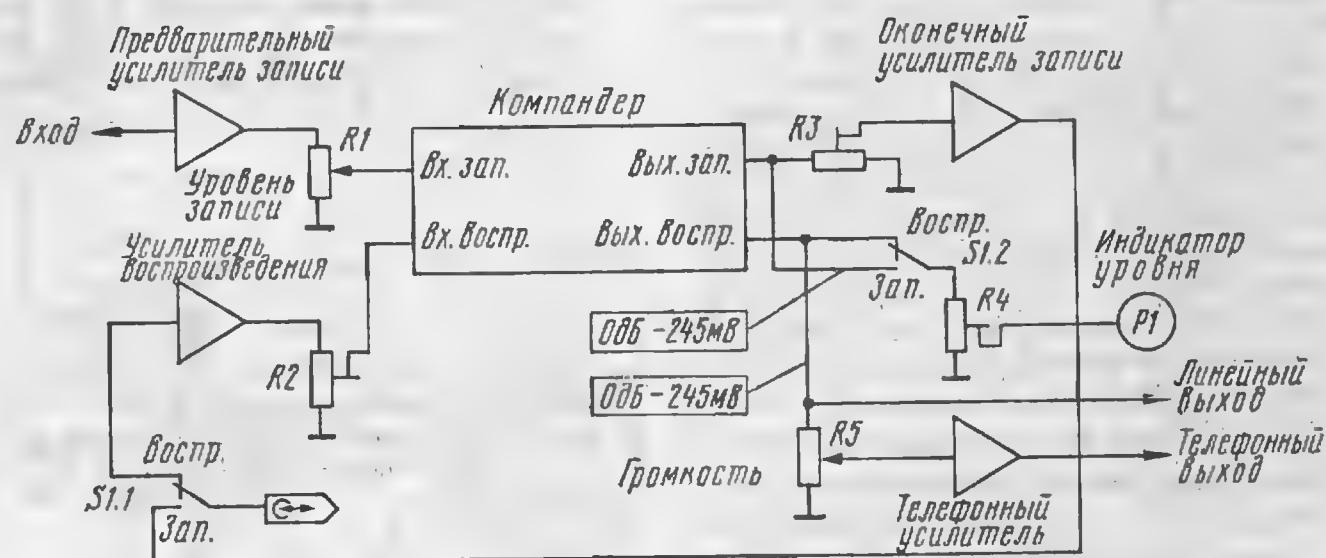 Предварительный
усилитель записи
Вход
R1
Уровень
записи
Усилитель
воспроизведения
R2
Воспр.
S1.1
Зап.
Компандер
Вх. зап.
Вых. зап.
Вх. воспр.
Вых. воспр.
Оконечный
усилитель записи
R3
Воспр.
S1.2
Зап.
R4
Индикатор
уровня
P1
0дБ-245мВ
0дБ-245мВ
Линейный
выход
R5
Громкость
Телефонный
выход
Телефонный
усилитель